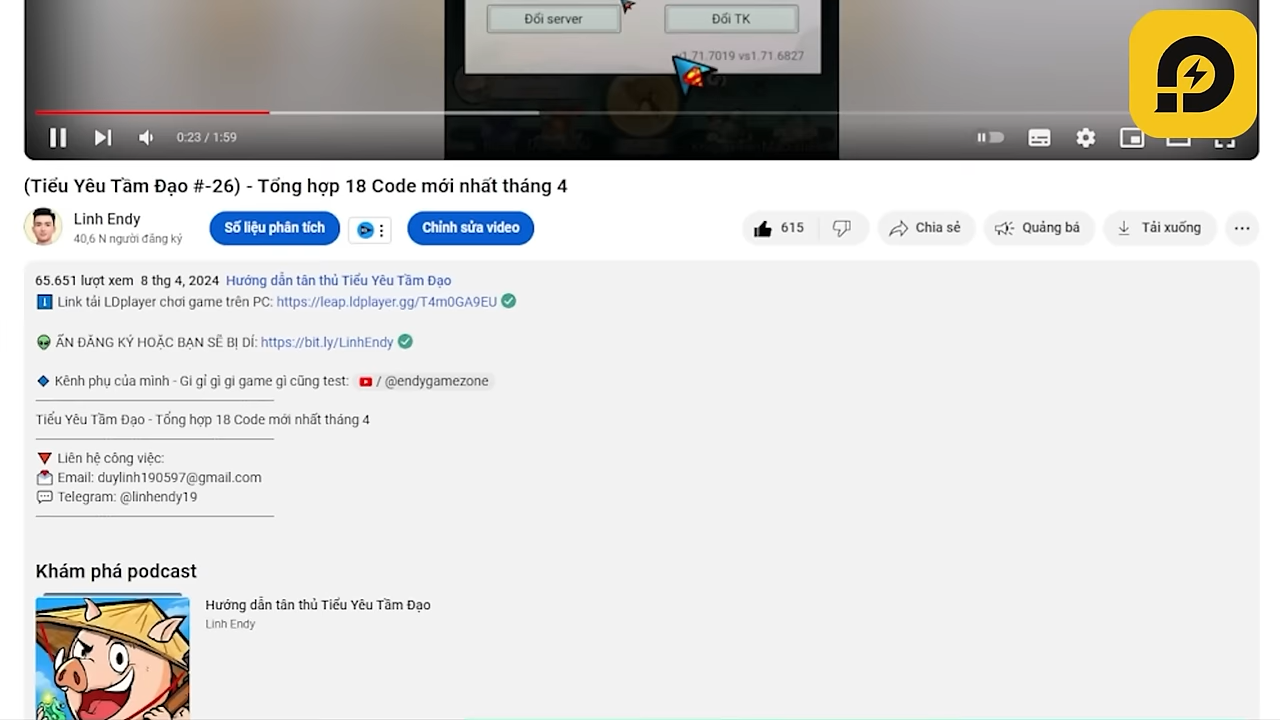 Đổi server
Đổi TK
v1.71.7019 vs1.71.6827
0:23 / 1:59
(Tiểu Yêu Tầm Đạo #-26) - Tổng hợp 18 Code mới nhất tháng 4
Linh Endy
40,6 N người đăng ký
Số liệu phân tích
Chỉnh sửa video
615
Chia sẻ
Quảng bá
Tải xuống
65.651 lượt xem 8 thg 4, 2024 Hướng dẫn tân thủ Tiểu Yêu Tầm Đạo
Link tải LDplayer chơi game trên PC: https://leap.ldplayer.gg/T4m0GA9EU
ẤN ĐĂNG KÝ HOẶC BẠN SẼ BỊ DÍ: https://bit.ly/LinhEndy
Kênh phụ của mình - Gi gỉ gì gi game gì cũng test: / @endygamezone
Tiểu Yêu Tầm Đạo - Tổng hợp 18 Code mới nhất tháng 4
Liên hệ công việc:
Email: duylinh190597@gmail.com
Telegram: @linhendy19
Khám phá podcast
Hướng dẫn tân thủ Tiểu Yêu Tầm Đạo
Linh Endy